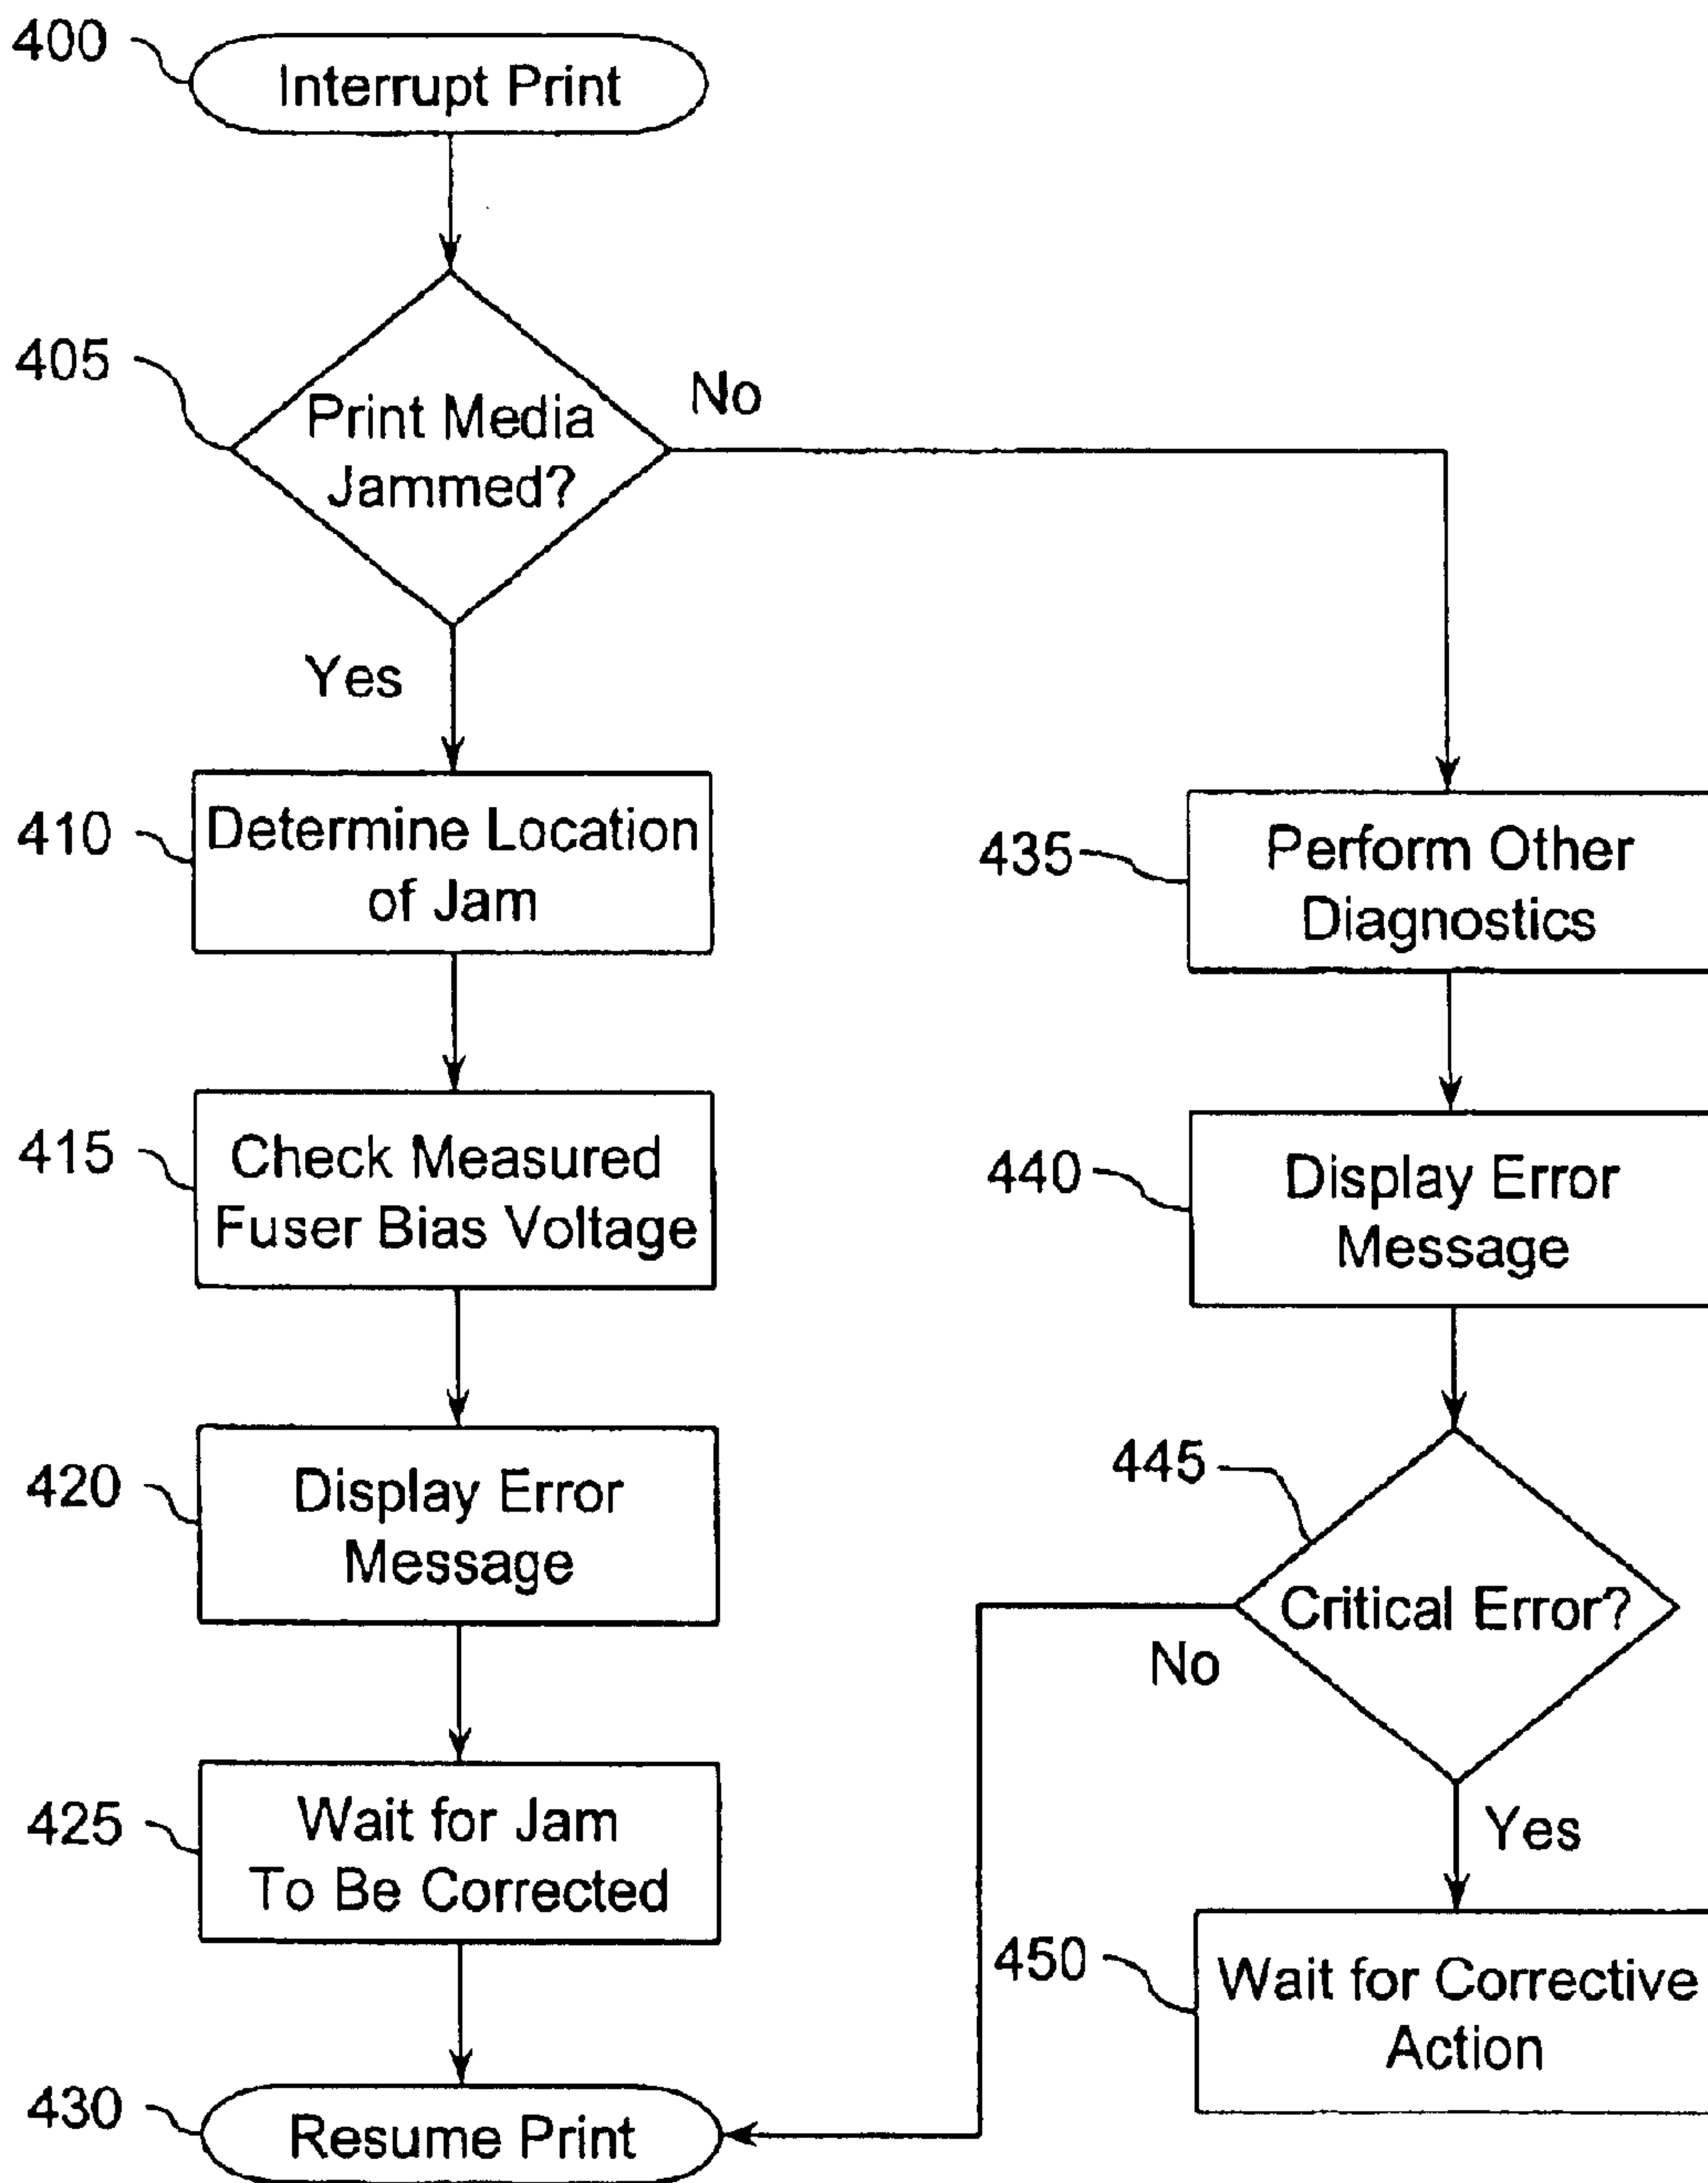 400
Interrupt Print
405
Print Media
Jammed?
No
Yes
410
Determine Location
of Jam
415
Check Measured
Fuser Bias Voltage
420
Display Error
Message
425
Wait for Jam
To Be Corrected
430
Resume Print
435
Perform Other
Diagnostics
440
Display Error
Message
445
Critical Error?
No
Yes
450
Wait for Corrective
Action